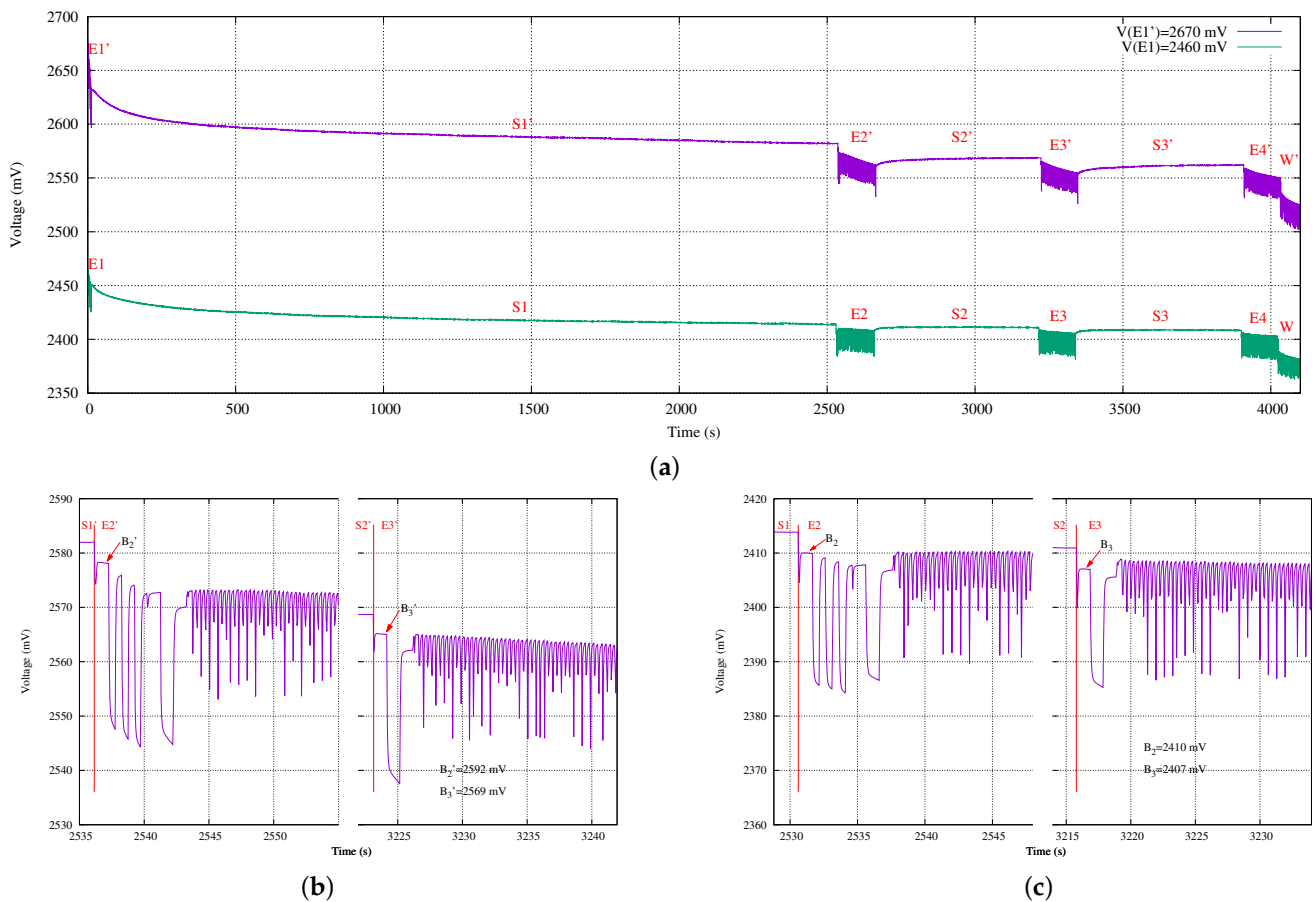 2700
2650
2600
2550
2500
2450
2400
2350
Voltage (mV)
V(E1’)=2670 mV
V(E1)=2460 mV
E1’
S1’
E2’
S2’
E3’
S3’
E4’
W’
E1
S1
E2
S2
E3
S3
E4
W
0 500 1000 1500 2000 2500 3000 3500 4000
Time (s)
(a)
2590
2580
2570
2560
2550
2540
2530
Voltage (mV)
S1’ E2’
B2’
S2’ E3’
B3’
B2’=2592 mV
B3’=2569 mV
2535 2540 2545 2550 3225 3230 3235 3240
Time (s)
(b)
2420
2410
2400
2390
2380
2370
2360
Voltage (mV)
S1 E2
B2
S2 E3
B3
B2=2410 mV
B3=2407 mV
2530 2535 2540 2545 3215 3220 3225 3230
Time (s)
(c)